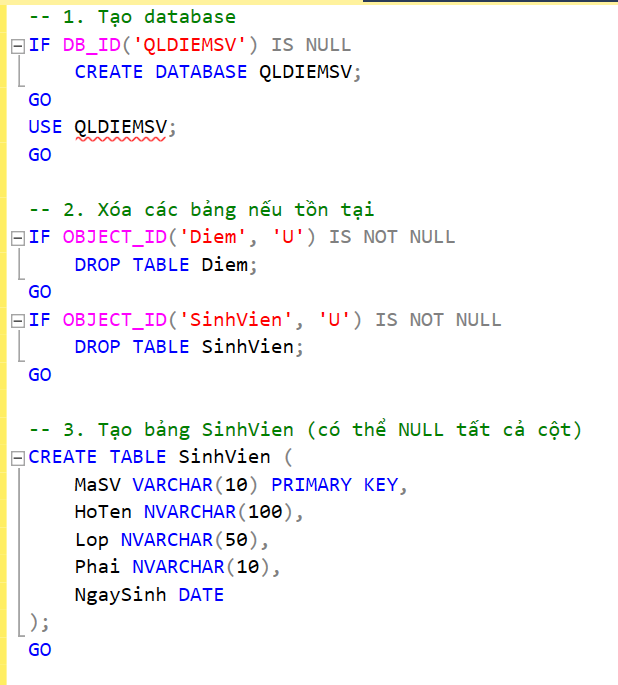 -- 1. Tạo database
IF DB_ID('QLDIEMSV') IS NULL
CREATE DATABASE QLDIEMSV;
GO
USE QLDIEMSV;
GO
-- 2. Xóa các bảng nếu tồn tại
IF OBJECT_ID('Diem', 'U') IS NOT NULL
DROP TABLE Diem;
GO
IF OBJECT_ID('SinhVien', 'U') IS NOT NULL
DROP TABLE SinhVien;
GO
-- 3. Tạo bảng SinhVien (có thể NULL tất cả cột)
CREATE TABLE SinhVien (
MaSV VARCHAR(10) PRIMARY KEY,
HoTen NVARCHAR(100),
Lop NVARCHAR(50),
Phai NVARCHAR(10),
NgaySinh DATE
);
GO